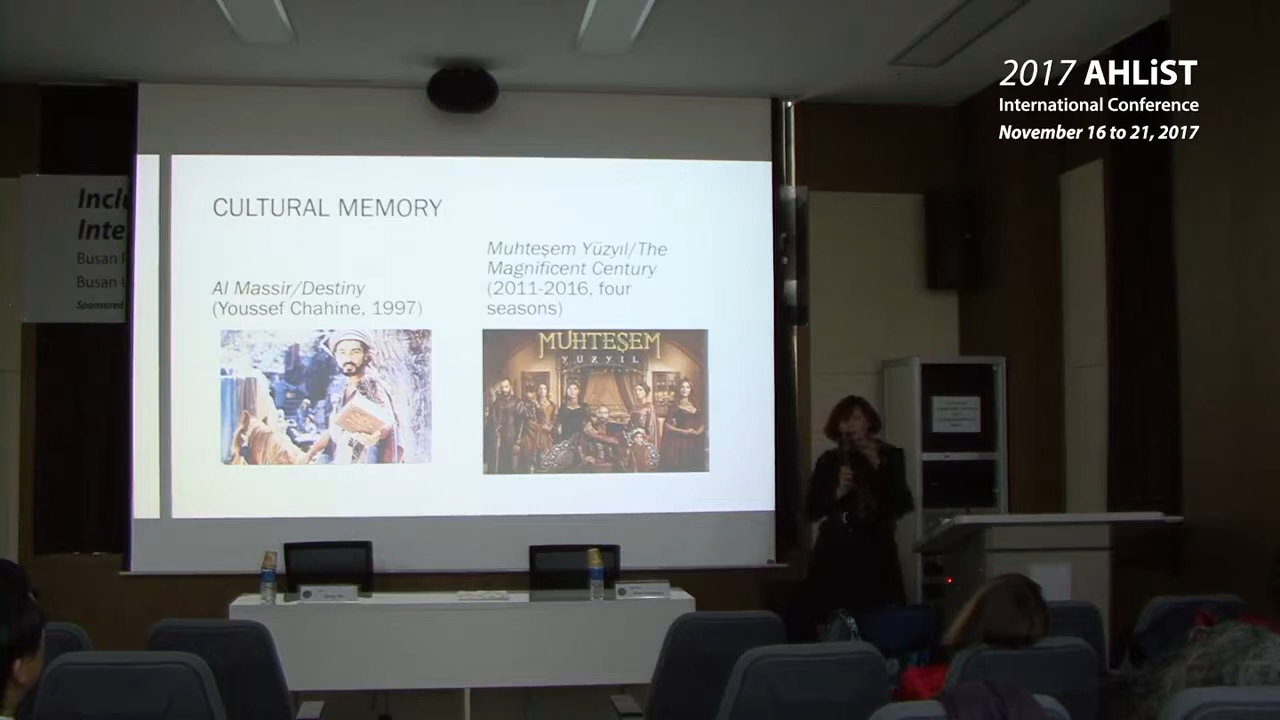 2017 AHLiST
International Conference
November 16 to 21, 2017
Inclu
Inte
Busan
Busan
Sponsored
CULTURAL MEMORY
Al Massir/Destiny
(Youssef Chahine, 1997)
Muhteşem Yüzyıl/The
Magnificent Century
(2011-2016, four
seasons)
MUHTEŞEM
YÜZYIL